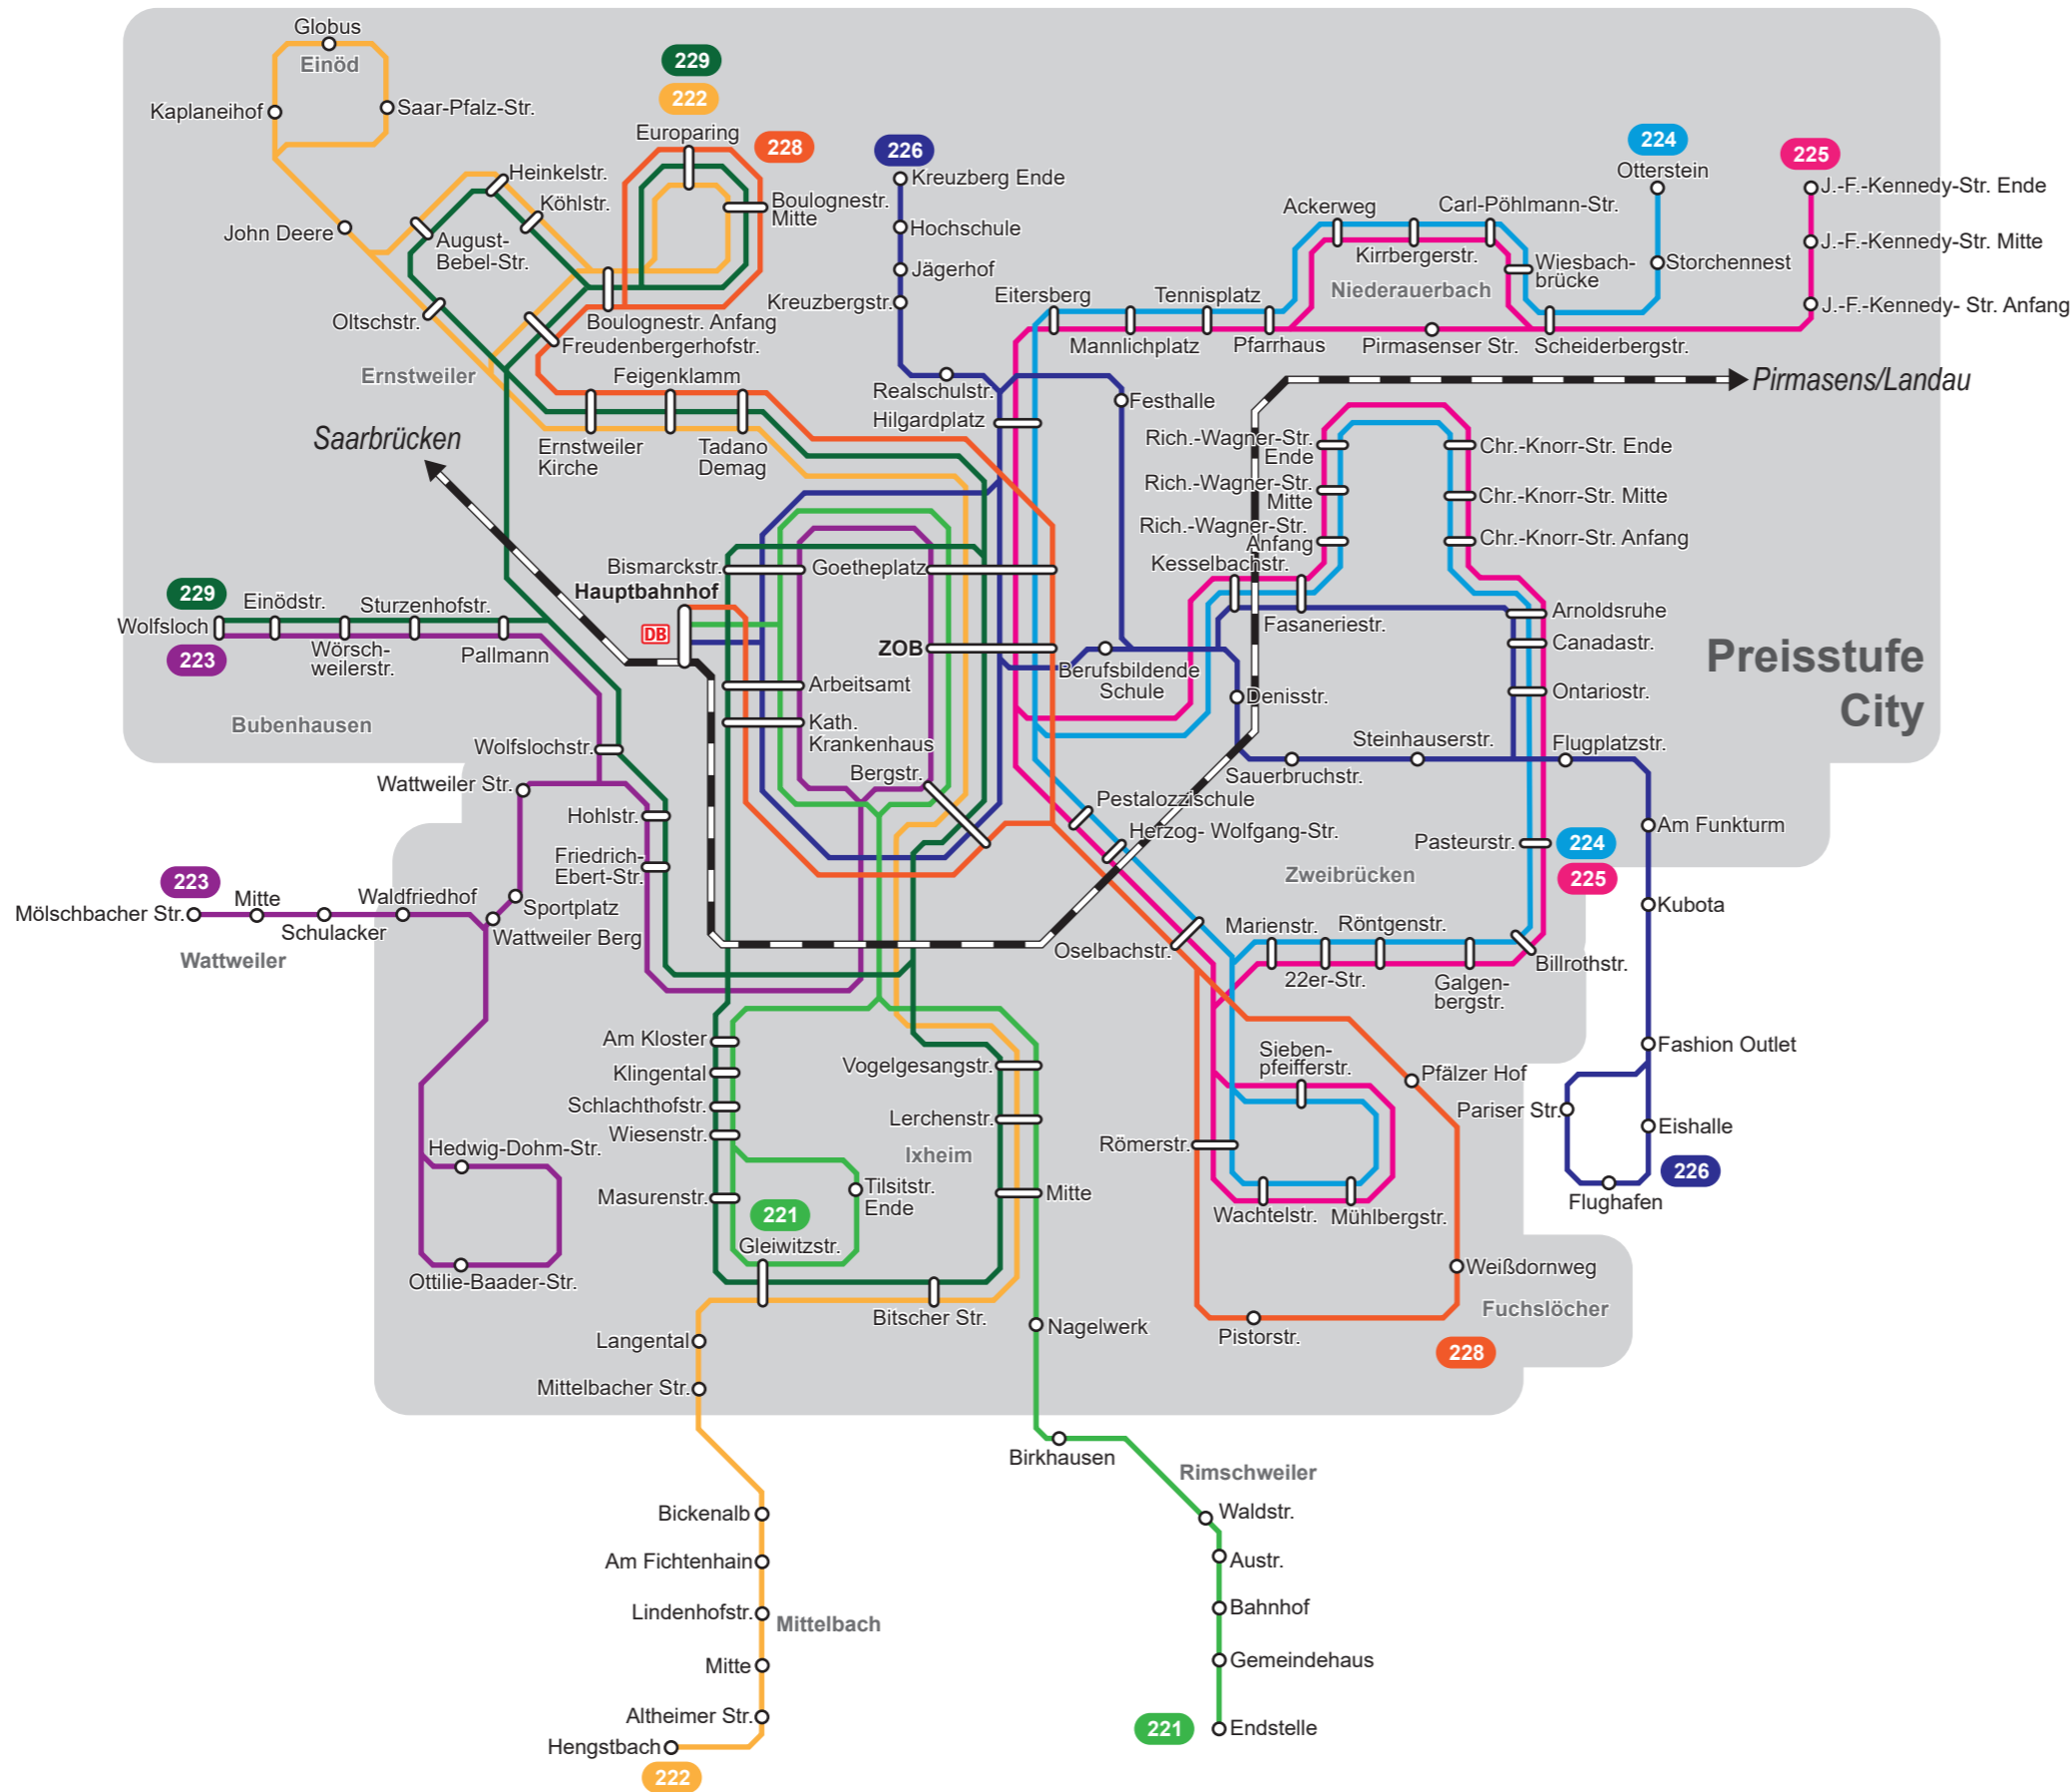 Globus
Einöd
Kaplaneihof
Saar-Pfalz-Str.
229
222
Europaring
228
226
224
225
Otterstein
Heinkelstr.
Köhlstr.
Boulognestr.
Mitte
Kreuzberg Ende
J.-F.-Kennedy-Str. Ende
John Deere
August-
Bebel-Str.
Hochschule
Ackerweg
Carl-Pöhlmann-Str.
J.-F.-Kennedy-Str. Mitte
Jägerhof
Kirrbergerstr.
Wiesbach-
brücke
Storchennest
Niederauerbach
Kreuzbergstr.
Eitersberg
Tennisplatz
J.-F.-Kennedy- Str. Anfang
Oltschstr.
Boulognestr. Anfang
Freudenbergerhofstr.
Mannlichplatz
Pfarrhaus
Pirmasenser Str.
Scheiderbergstr.
Ernstweiler
Feigenklamm
Realschulstr.
Pirmasens/Landau
Festhalle
Hilgardplatz
Saarbrücken
Ernstweiler
Kirche
Tadano
Demag
Rich.-Wagner-Str.
Ende
Chr.-Knorr-Str. Ende
Rich.-Wagner-Str.
Mitte
Chr.-Knorr-Str. Mitte
Rich.-Wagner-Str.
Anfang
Chr.-Knorr-Str. Anfang
Bismarckstr.
Goetheplatz
Kesselbachstr.
Hauptbahnhof
229
Einödstr.
Sturzenhofstr.
Wolfsloch
DB
Fasaneriestr.
Arnoldsruhe
223
Wörsch-
weilerstr.
Pallmann
ZOB
Canadastr.
Preisstufe
City
Berufsbildende
Schule
Arbeitsamt
Denisstr.
Ontariostr.
Bubenhausen
Kath.
Krankenhaus
Wolfslochstr.
Steinhauserstr.
Flugplatzstr.
Bergstr.
Sauerbruchstr.
Wattweiler Str.
Pestalozzischule
Hohlstr.
Herzog- Wolfgang-Str.
Am Funkturm
Pasteurstr.
224
225
Friedrich-
Ebert-Str.
Zweibrücken
223
Mitte
Waldfriedhof
Mölschbacher Str.
Schulacker
Sportplatz
Wattweiler Berg
Kubota
Wattweiler
Marienstr.
Röntgenstr.
Oselbachstr.
22er-Str.
Galgen-
bergstr.
Billrothstr.
Am Kloster
Klingental
Schlachthofstr.
Wiesenstr.
Vogelgesangstr.
Sieben-
pfeifferstr.
Pfälzer Hof
Fashion Outlet
Lerchenstr.
Pariser Str.
Eishalle
Hedwig-Dohm-Str.
Ixheim
Römerstr.
226
Masurenstr.
Tilsitstr.
Ende
Mitte
Flughafen
221
Wachtelstr.
Mühlbergstr.
Gleiwitzstr.
Ottilie-Baader-Str.
Weißdornweg
Bitscher Str.
Fuchslöcher
Langental
Nagelwerk
Pistorstr.
228
Mittelbacher Str.
Birkhausen
Rimschweiler
Bickenalb
Waldstr.
Am Fichtenhain
Austr.
Lindenhofstr.
Mittelbach
Bahnhof
Mitte
Gemeindehaus
Altheimer Str.
221
Endstelle
Hengstbach
222